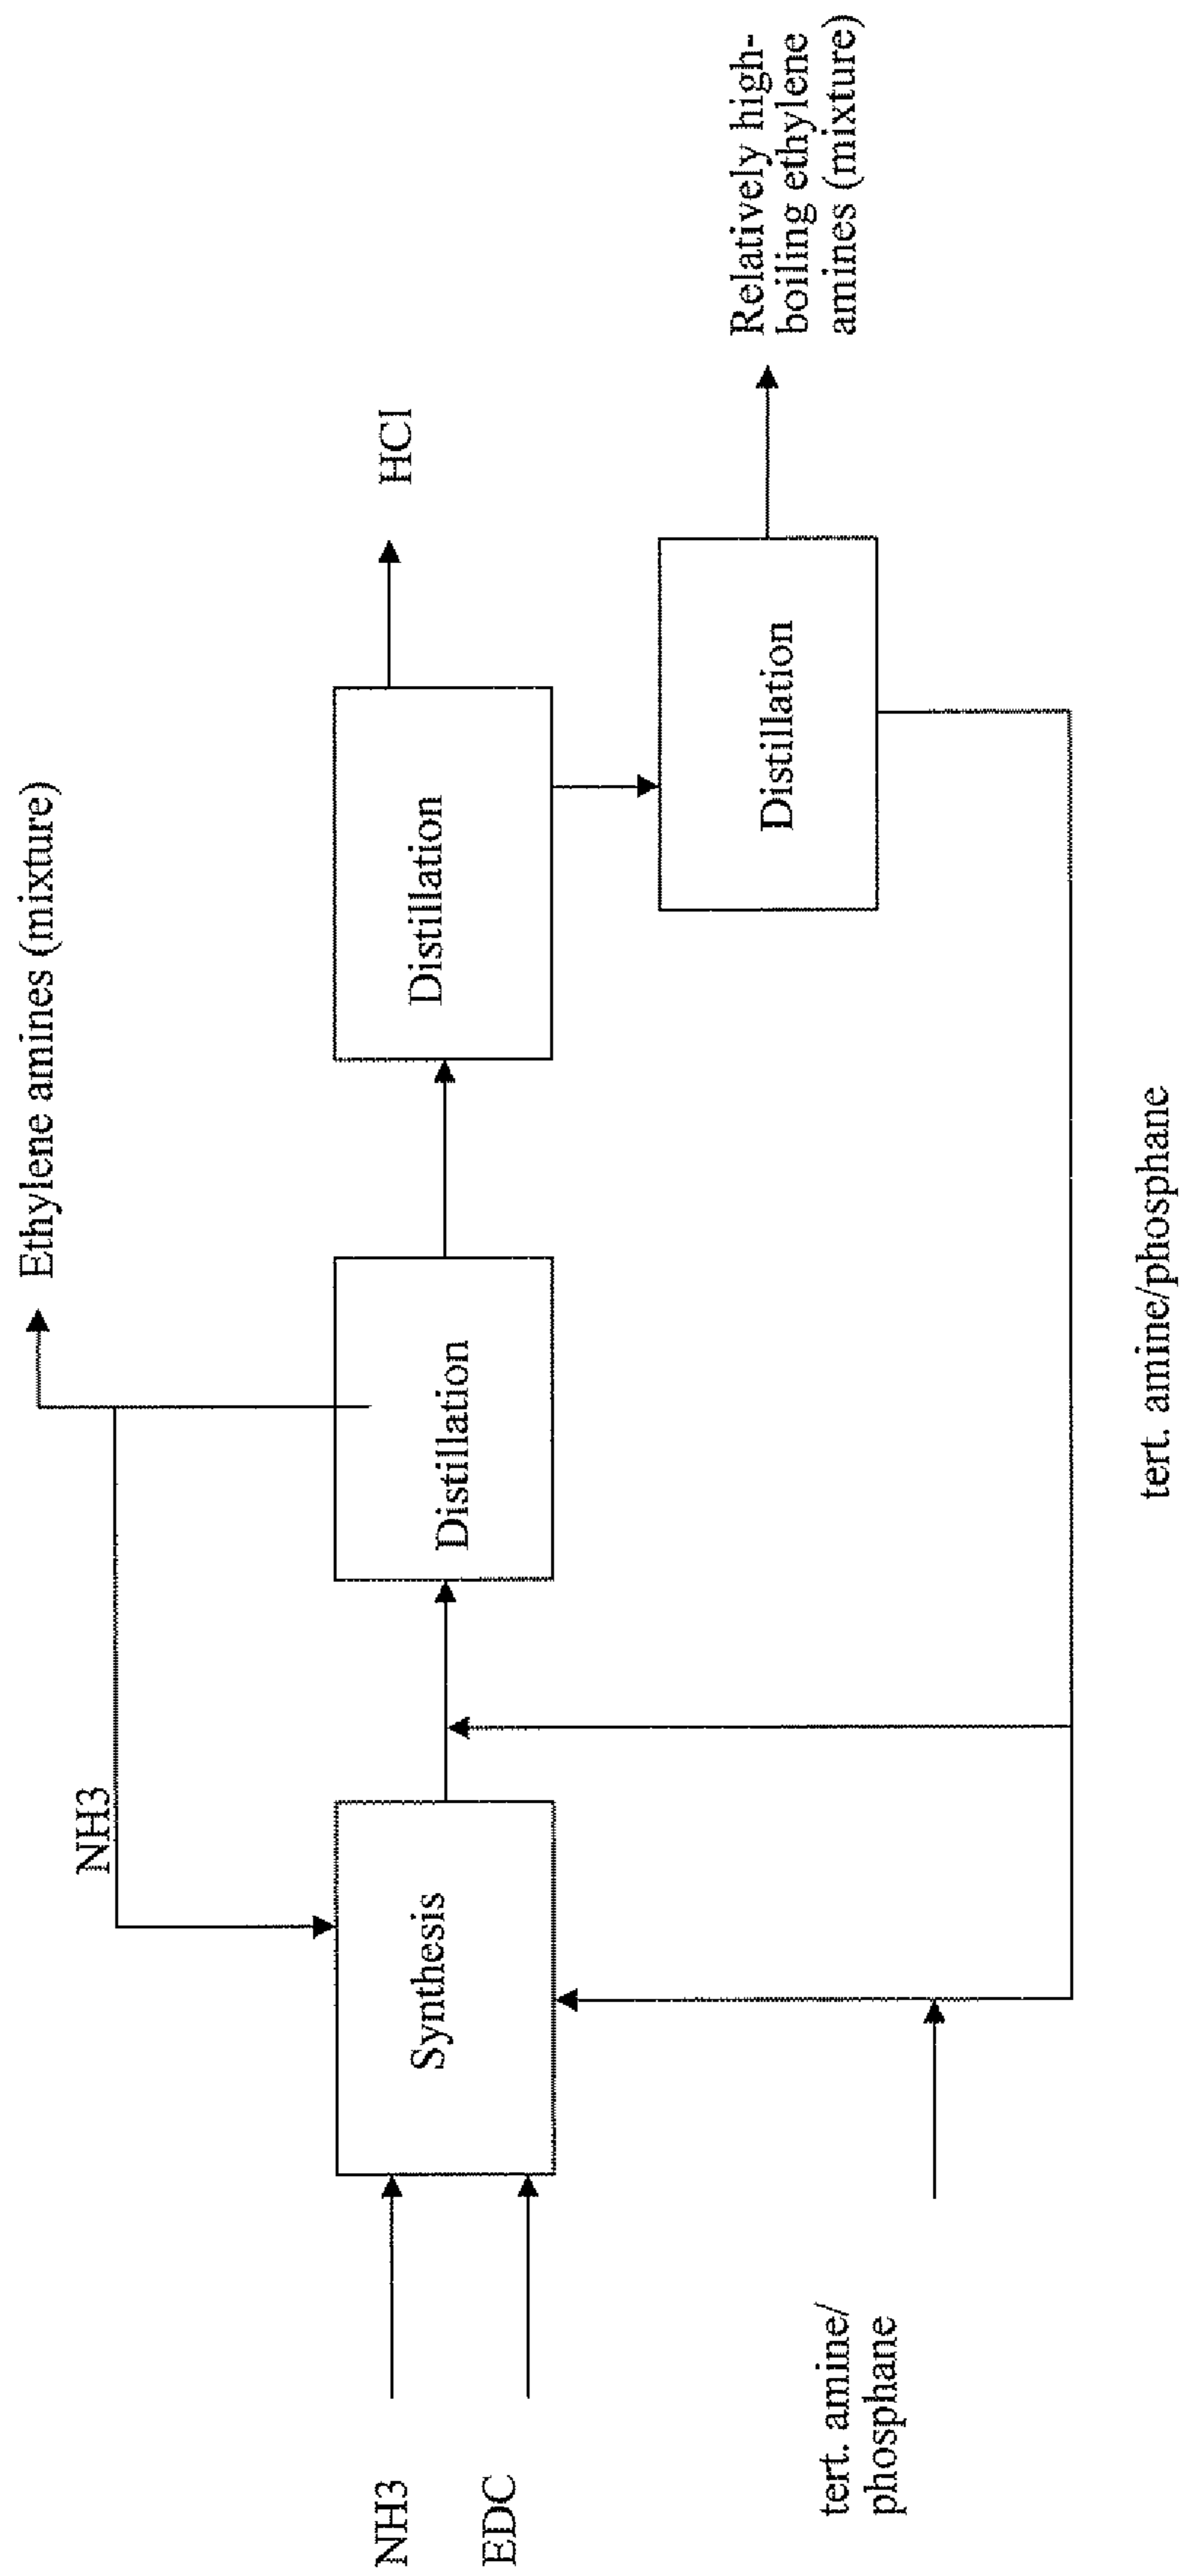 Ethylene amines (mixture)
NH3
HCl
NH3
EDC
Synthesis
Distillation
Distillation
Distillation
Relatively high-
boiling ethylene
amines (mixture)
tert. amine/
phosphane
tert. amine/phosphane